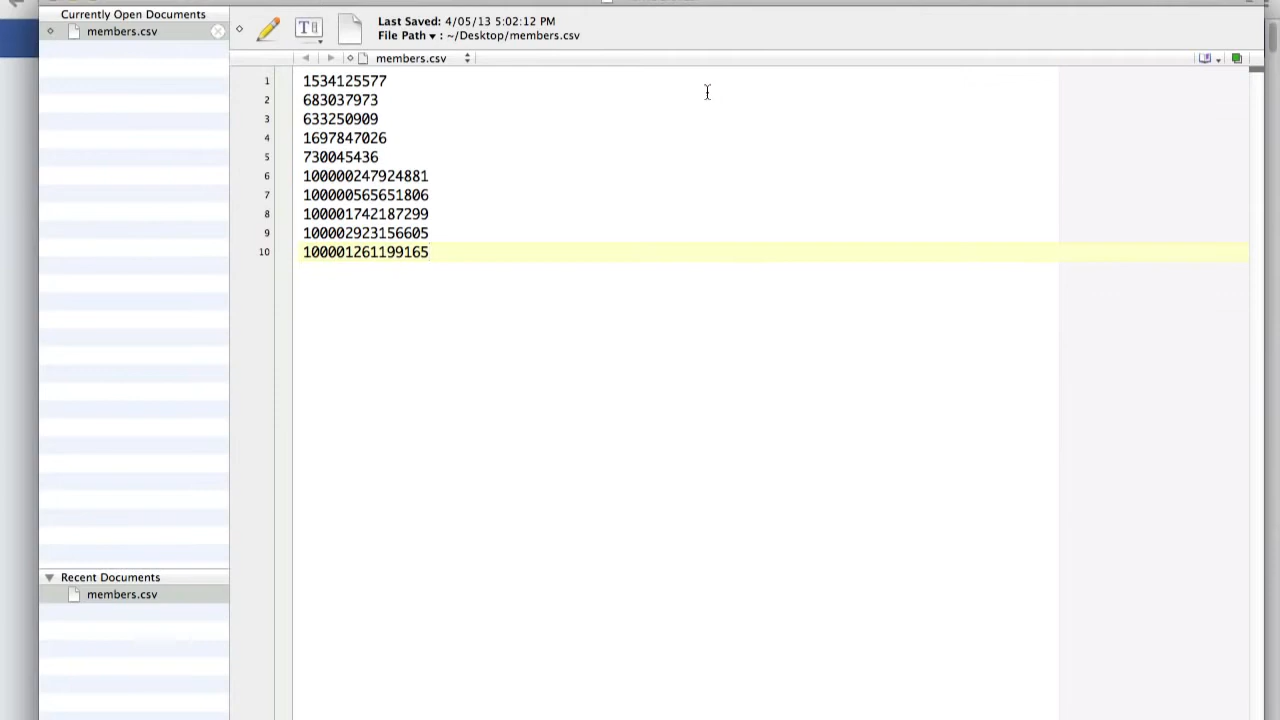 Currently Open Documents
members.csv
Last Saved: 4/05/13 5:02:12 PM
File Path ▾ : ~/Desktop/members.csv
members.csv
1 1534125577
2 683037973
3 633250909
4 1697847026
5 730045436
6 100000247924881
7 100000565651806
8 100001742187299
9 100002923156605
10 100001261199165
Recent Documents
members.csv